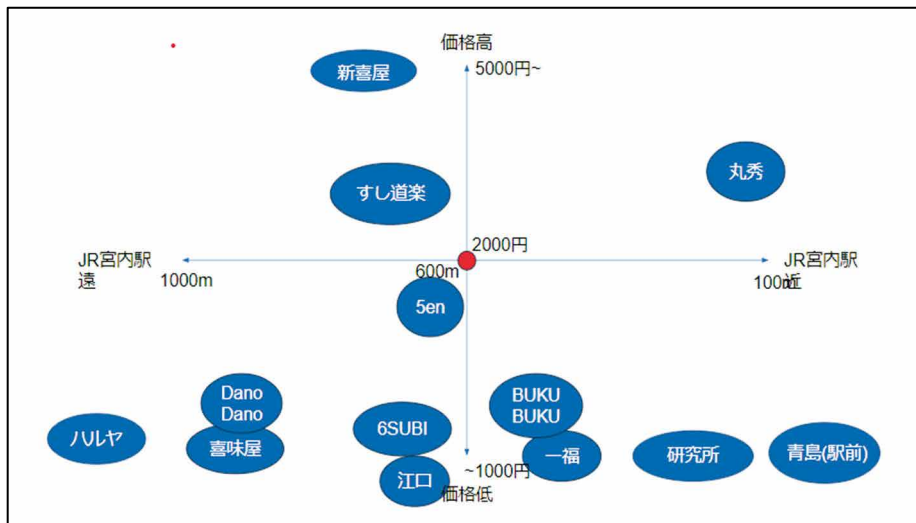 価格高
5000円~
新喜屋
丸秀
すし道楽
2000円
JR宮内駅
遠
1000m
600m
JR宮内駅
近
100m
5en
Dano
Dano
BUKU
BUKU
ハルヤ
喜味屋
6SUBI
一福
研究所
青島(駅前)
江口
~1000円
価格低